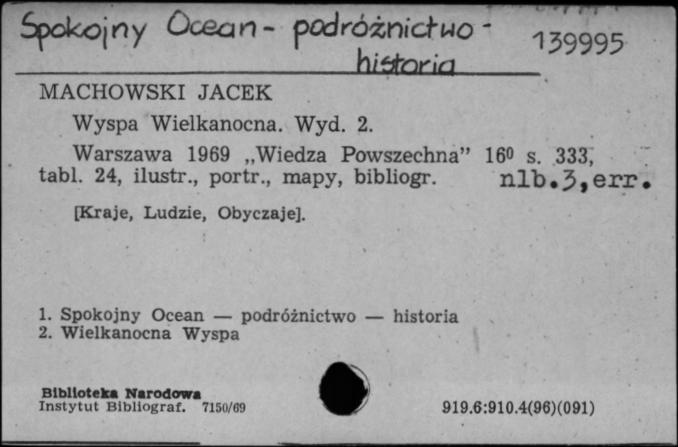 Spokojny Ocean - podróżnictwo -
historia
139995
MACHOWSKI JACEK
Wyspa Wielkanocna. Wyd. 2.
Warszawa 1969 „Wiedza Powszechna” 16⁰ s. 333,
tabl. 24, ilustr., portr., mapy, bibliogr. nlb.3,err.
[Kraje, Ludzie, Obyczaje].
1. Spokojny Ocean — podróżnictwo — historia
2. Wielkanocna Wyspa
Biblioteka Narodowa
Instytut Bibliograf. 7150/69
919.6:910.4(96)(091)